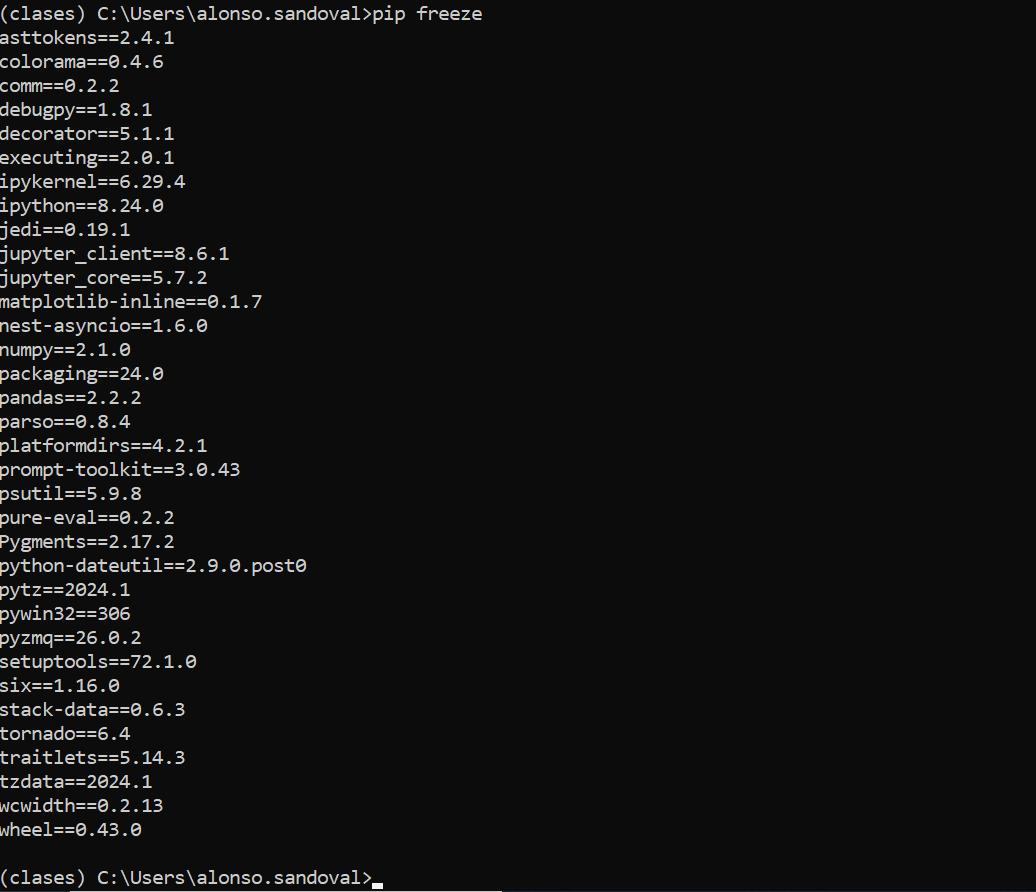 (clases) C:\Users\alonso.sandoval>pip freeze
asttokens==2.4.1
colorama==0.4.6
comm==0.2.2
debugpy==1.8.1
decorator==5.1.1
executing==2.0.1
ipykernel==6.29.4
ipython==8.24.0
jedi==0.19.1
jupyter_client==8.6.1
jupyter_core==5.7.2
matplotlib-inline==0.1.7
nest-asyncio==1.6.0
numpy==2.1.0
packaging==24.0
pandas==2.2.2
parso==0.8.4
platformdirs==4.2.1
prompt-toolkit==3.0.43
psutil==5.9.8
pure-eval==0.2.2
Pygments==2.17.2
python-dateutil==2.9.0.post0
pytz==2024.1
pywin32==306
pyzmq==26.0.2
setuptools==72.1.0
six==1.16.0
stack-data==0.6.3
tornado==6.4
traitlets==5.14.3
tzdata==2024.1
wcwidth==0.2.13
wheel==0.43.0
(clases) C:\Users\alonso.sandoval>